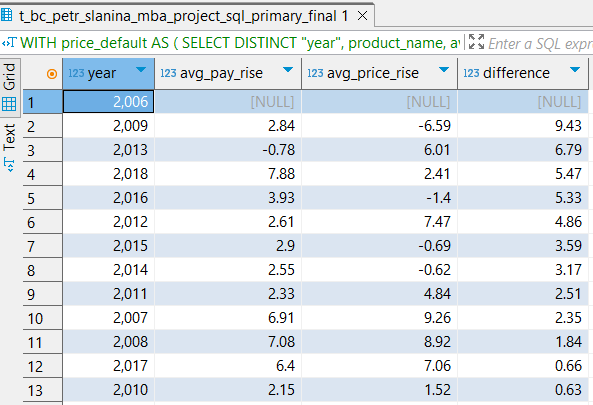 t_bc_petr_slanina_mba_project_sql_primary_final 1
WITH price_default AS ( SELECT DISTINCT "year", product_name, av Enter a SQL expre
Grid
Text
123 year 123 avg_pay_rise 123 avg_price_rise 123 difference
1 2,006 [NULL] [NULL] [NULL]
2 2,009 2.84 -6.59 9.43
3 2,013 -0.78 6.01 6.79
4 2,018 7.88 2.41 5.47
5 2,016 3.93 -1.4 5.33
6 2,012 2.61 7.47 4.86
7 2,015 2.9 -0.69 3.59
8 2,014 2.55 -0.62 3.17
9 2,011 2.33 4.84 2.51
10 2,007 6.91 9.26 2.35
11 2,008 7.08 8.92 1.84
12 2,017 6.4 7.06 0.66
13 2,010 2.15 1.52 0.63